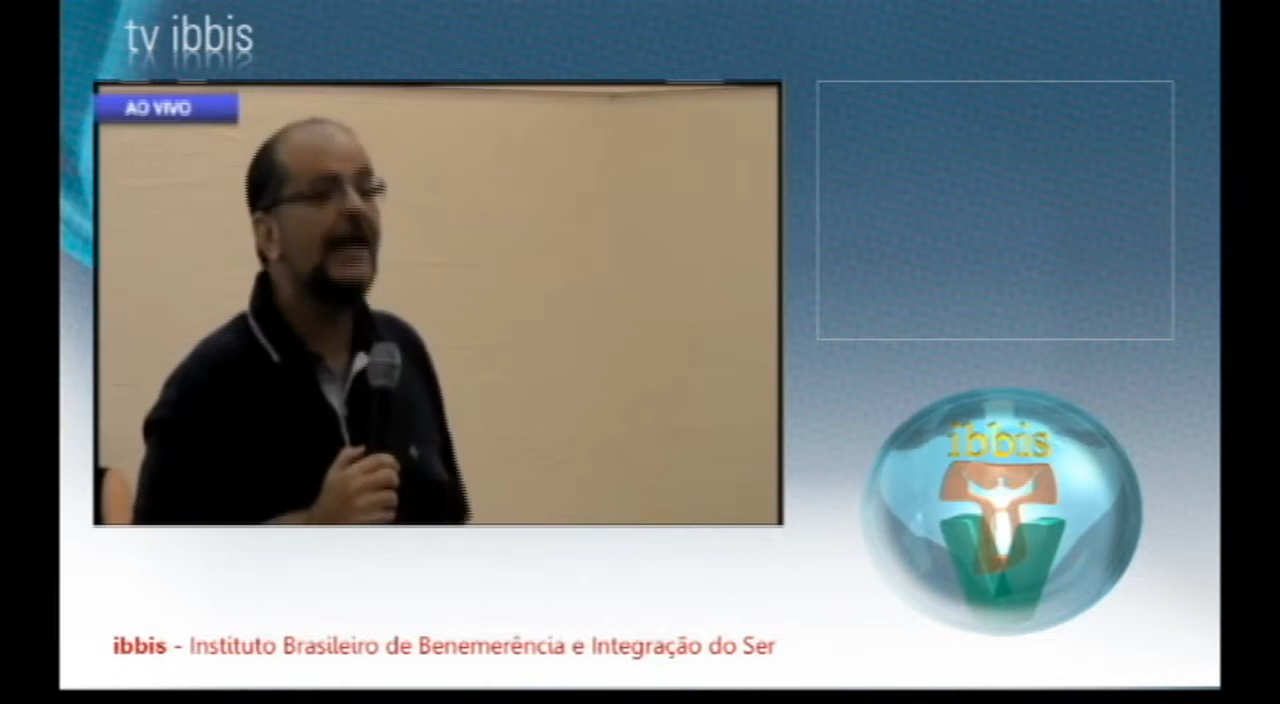 tv ibbis
AO VIVO
ibbis
ibbis - Instituto Brasileiro de Benemerência e Integração do Ser